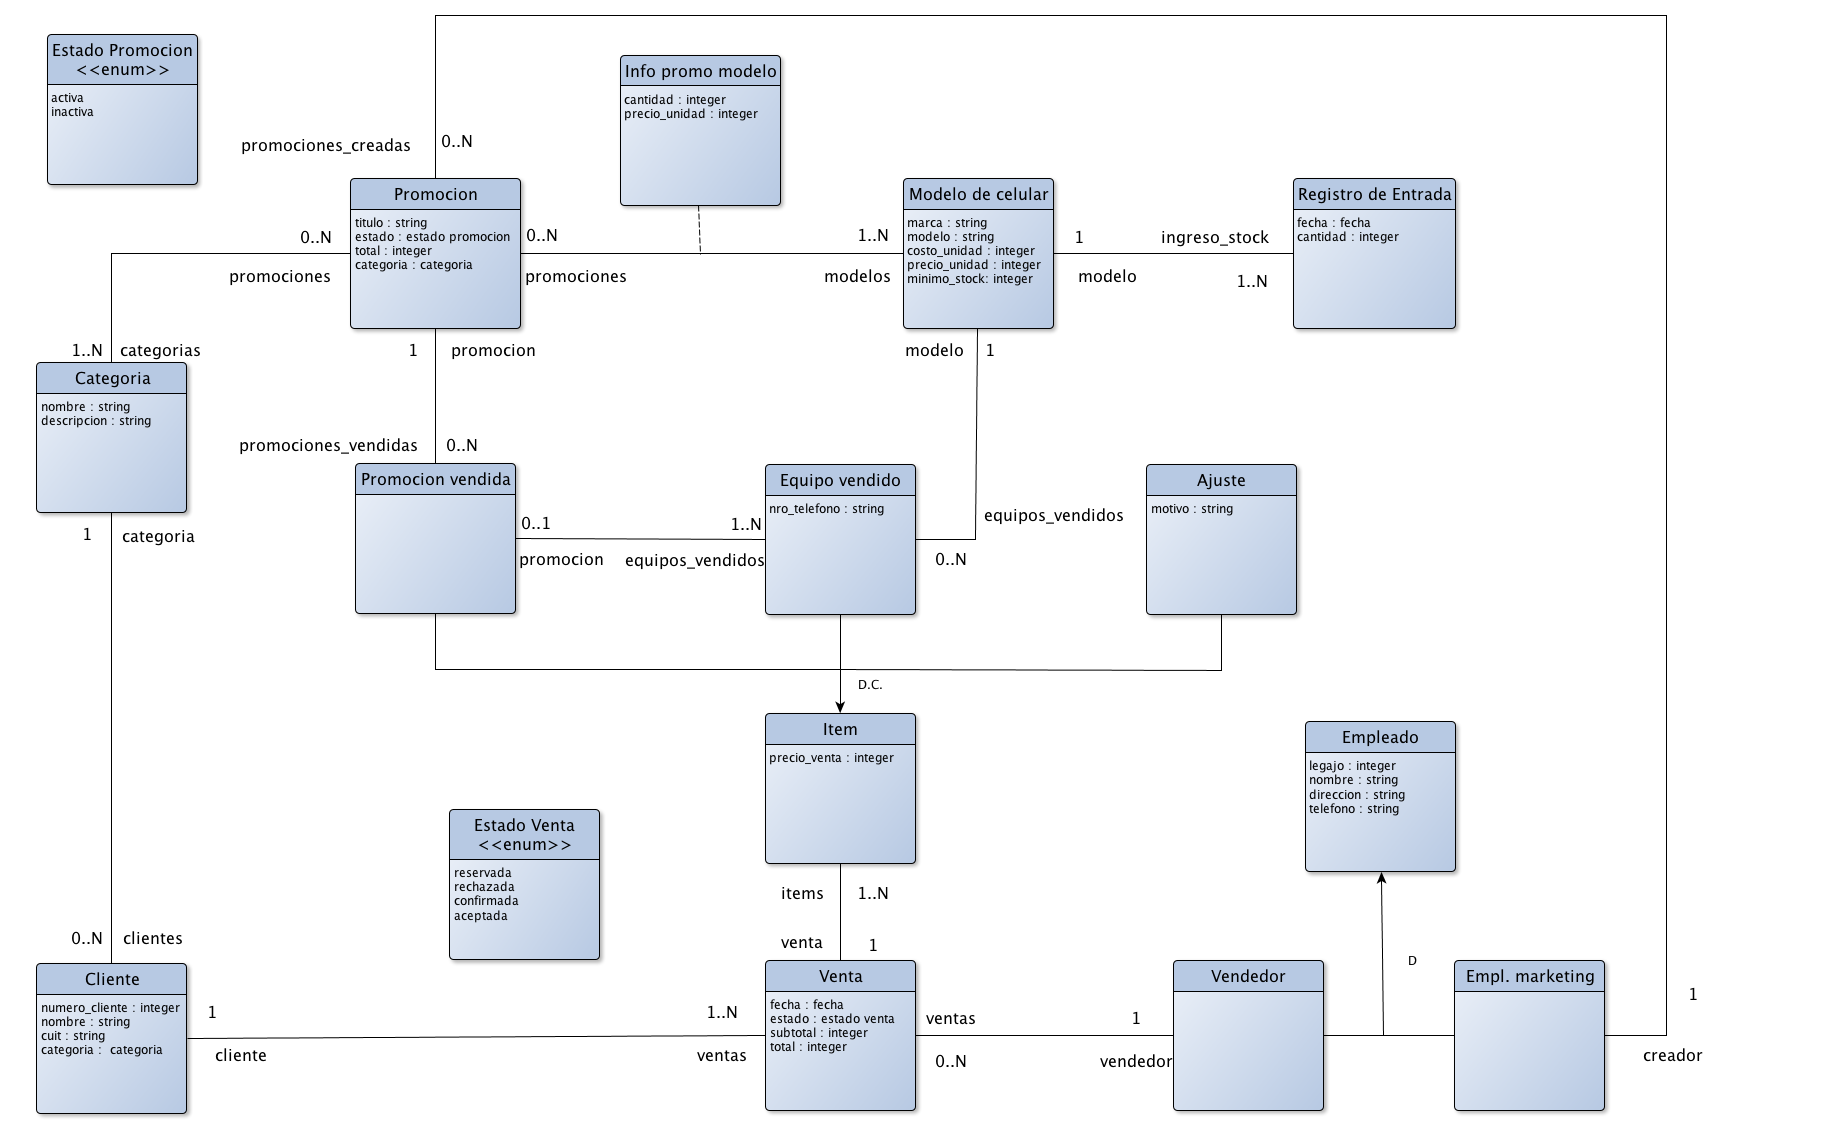 Estado Promocion
<<enum>>
activa
inactiva
Info promo modelo
cantidad : integer
precio_unidad : integer
promociones_creadas
0..N
Promocion
titulo : string
estado : estado promocion
total : integer
categoria : categoria
0..N
promociones
0..N
promociones
1..N
modelos
Modelo de celular
marca : string
modelo : string
costo_unidad : integer
precio_unidad : integer
minimo_stock: integer
1
modelo
ingreso_stock
1..N
Registro de Entrada
fecha : fecha
cantidad : integer
1..N
categorias
1
promocion
modelo
1
Categoria
nombre : string
descripcion : string
promociones_vendidas
0..N
Promocion vendida
Equipo vendido
nro_telefono : string
Ajuste
motivo : string
0..1
promocion
1..N
equipos_vendidos
equipos_vendidos
0..N
1
categoria
D.C.
Item
precio_venta : integer
Empleado
legajo : integer
nombre : string
direccion : string
telefono : string
Estado Venta
<<enum>>
reservada
rechazada
confirmada
aceptada
items
1..N
venta
1
0..N
clientes
Cliente
numero_cliente : integer
nombre : string
cuit : string
categoria :  categoria
1
cliente
1..N
ventas
Venta
fecha : fecha
estado : estado venta
subtotal : integer
total : integer
ventas
0..N
1
vendedor
Vendedor
D
Empl. marketing
1
creador